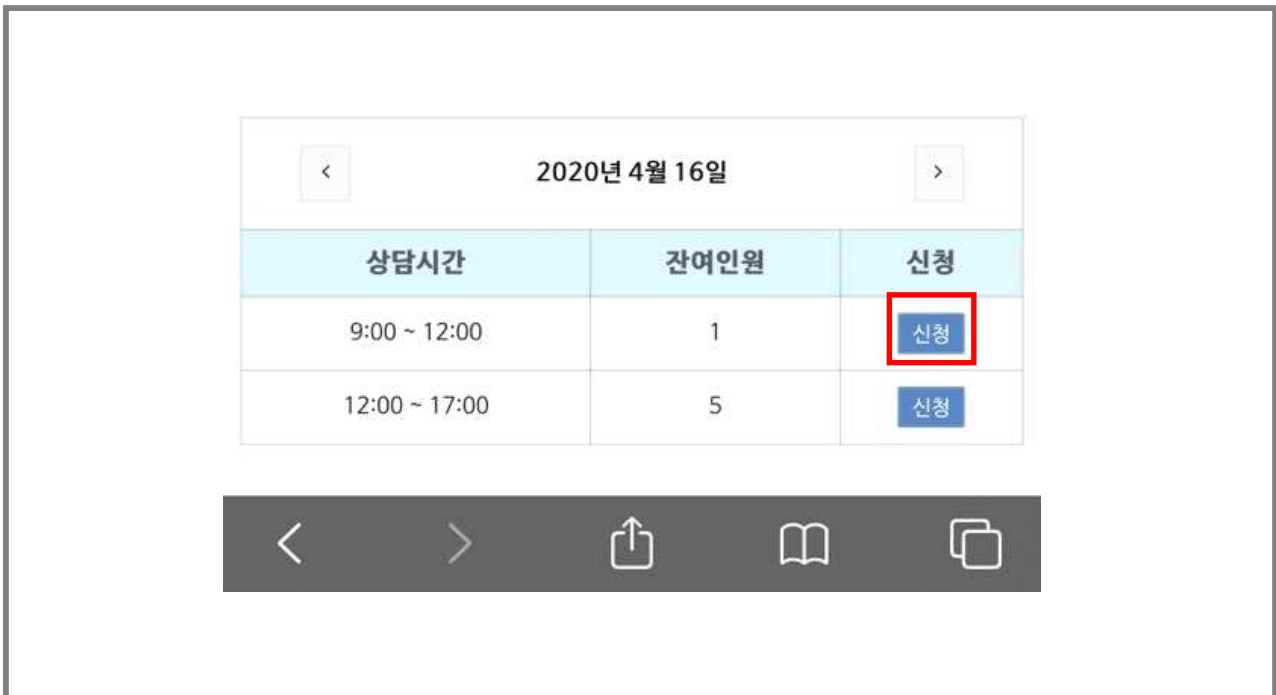 < 2020년 4월 16일 >
상담시간 잔여인원 신청
9:00 ~ 12:00 1 신청
12:00 ~ 17:00 5 신청